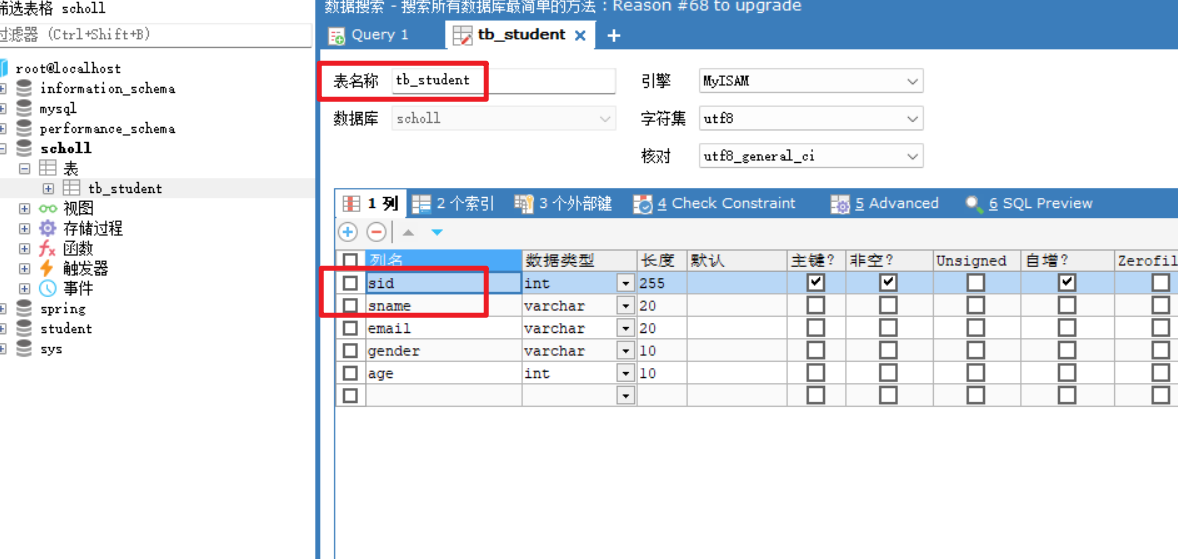 筛选表格 scholl
过滤器 (Ctrl+Shift+B)
root@localhost
information_schema
mysql
performance_schema
scholl
表
tb_student
视图
存储过程
函数
触发器
事件
spring
student
sys
数据搜索 - 搜索所有数据库最简单的方法：Reason #68 to upgrade
Query 1 tb_student
表名称 tb_student 引擎 MyISAM
数据库 scholl 字符集 utf8
核对 utf8_general_ci
1 列 2 个索引 3 个外部键 4 Check Constraint 5 Advanced 6 SQL Preview
列名 数据类型 长度 默认 主键? 非空? Unsigned 自增? Zerofil
sid int 255
sname varchar 20
email varchar 20
gender varchar 10
age int 10